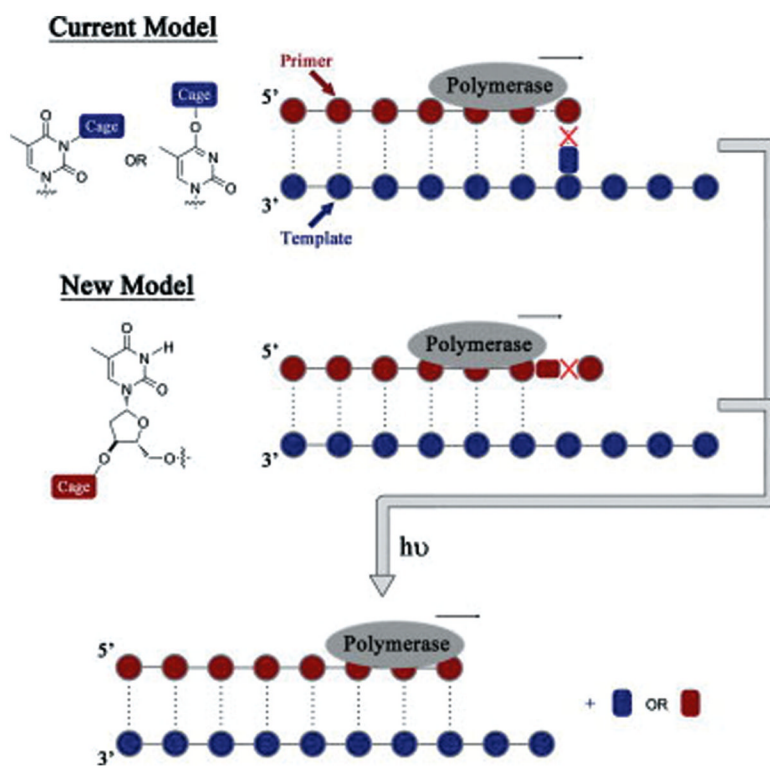 Current Model
Primer
Polymerase
5’
Cage
O
Cage
O
N
OR
N
O
N
O
N
O
3’
Template
New Model
O
N
H
5’
Polymerase
N
O
O
O
O
Cage
3’
hυ
5’
Polymerase
+ OR
3’